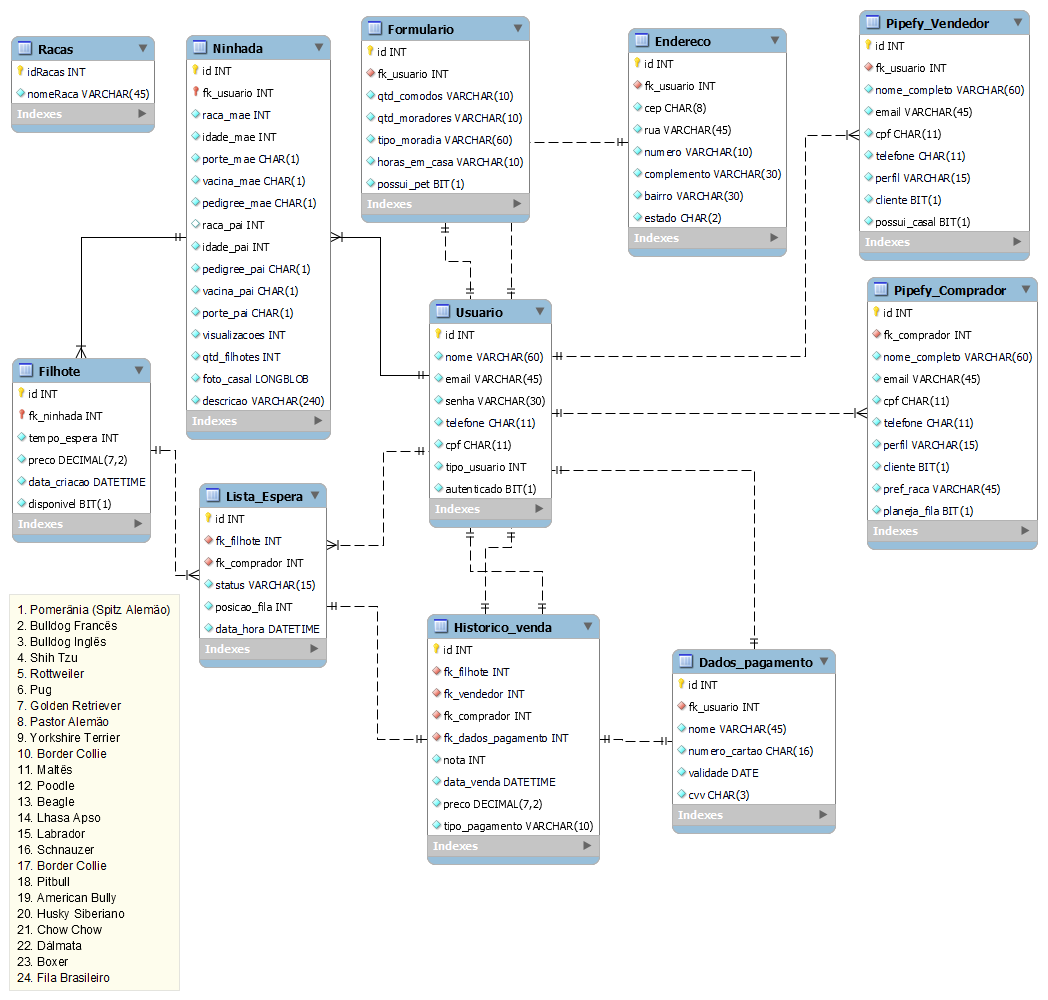 Racas
idRacas INT
nomeRaca VARCHAR(45)
Indexes
Ninhada
id INT
fk_usuario INT
raca_mae INT
idade_mae INT
porte_mae CHAR(1)
vacina_mae CHAR(1)
pedigree_mae CHAR(1)
raca_pai INT
idade_pai INT
pedigree_pai CHAR(1)
vacina_pai CHAR(1)
porte_pai CHAR(1)
visualizacoes INT
qtd_filhotes INT
foto_casal LONGBLOB
descricao VARCHAR(240)
Indexes
Formulario
id INT
fk_usuario INT
qtd_comodos VARCHAR(10)
qtd_moradores VARCHAR(10)
tipo_moradia VARCHAR(60)
horas_em_casa VARCHAR(10)
possui_pet BIT(1)
Indexes
Endereco
id INT
fk_usuario INT
cep CHAR(8)
rua VARCHAR(45)
numero VARCHAR(10)
complemento VARCHAR(30)
bairro VARCHAR(30)
estado CHAR(2)
Indexes
Pipefy_Vendedor
id INT
fk_usuario INT
nome_completo VARCHAR(60)
email VARCHAR(45)
cpf CHAR(11)
telefone CHAR(11)
perfil VARCHAR(15)
cliente BIT(1)
possui_casal BIT(1)
Indexes
Pipefy_Comprador
id INT
fk_comprador INT
nome_completo VARCHAR(60)
email VARCHAR(45)
cpf CHAR(11)
telefone CHAR(11)
perfil VARCHAR(15)
cliente BIT(1)
pref_raca VARCHAR(45)
planeja_fila BIT(1)
Indexes
Usuario
id INT
nome VARCHAR(60)
email VARCHAR(45)
senha VARCHAR(30)
telefone CHAR(11)
cpf CHAR(11)
tipo_usuario INT
autenticado BIT(1)
Indexes
Filhote
id INT
fk_ninhada INT
tempo_espera INT
preco DECIMAL(7,2)
data_criacao DATETIME
disponivel BIT(1)
Indexes
Lista_Espera
id INT
fk_filhote INT
fk_comprador INT
status VARCHAR(15)
posicao_fila INT
data_hora DATETIME
Indexes
Historico_venda
id INT
fk_filhote INT
fk_vendedor INT
fk_comprador INT
fk_dados_pagamento INT
nota INT
data_venda DATETIME
preco DECIMAL(7,2)
tipo_pagamento VARCHAR(10)
Indexes
Dados_pagamento
id INT
fk_usuario INT
nome VARCHAR(45)
numero_cartao CHAR(16)
validade DATE
cvv CHAR(3)
Indexes
1. Pomerânia (Spitz Alemão)
2. Bulldog Francês
3. Bulldog Inglês
4. Shih Tzu
5. Rottweiler
6. Pug
7. Golden Retriever
8. Pastor Alemão
9. Yorkshire Terrier
10. Border Collie
11. Maltês
12. Poodle
13. Beagle
14. Lhasa Apso
15. Labrador
16. Schnauzer
17. Border Collie
18. Pitbull
19. American Bully
20. Husky Siberiano
21. Chow Chow
22. Dálmata
23. Boxer
24. Fila Brasileiro